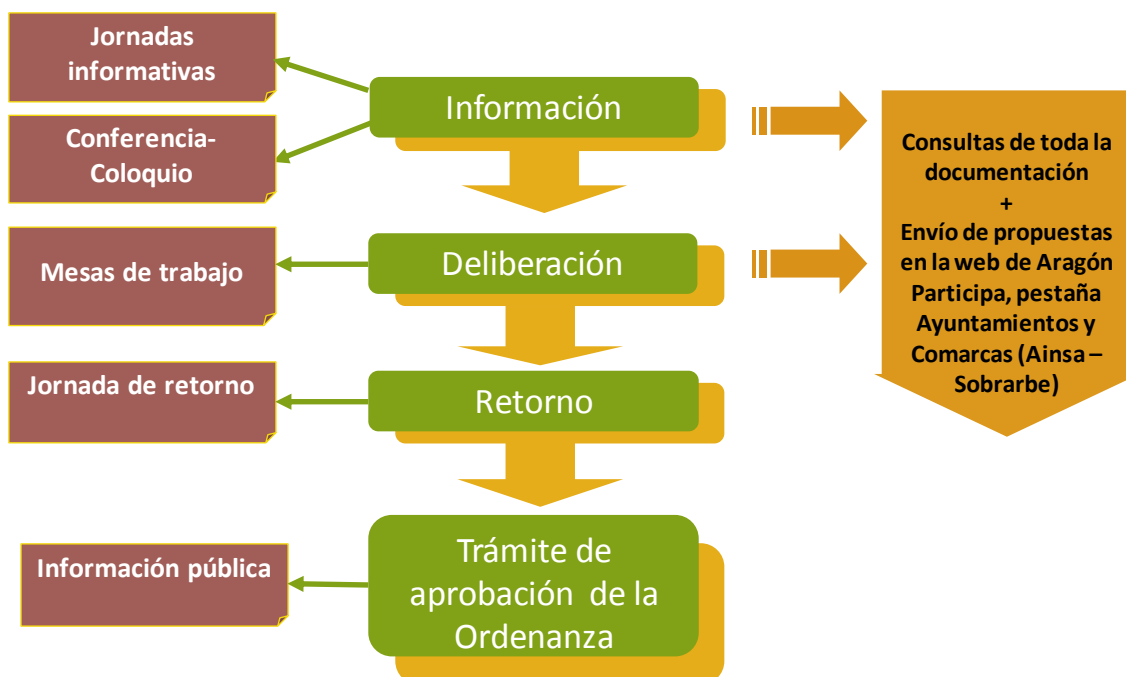 Jornadas
informativas
Conferencia-
Coloquio
Información
Mesas de trabajo
Deliberación
Jornada de retorno
Retorno
Información pública
Trámite de
aprobación de la
Ordenanza
Consultas de toda la
documentación
+
Envío de propuestas
en la web de Aragón
Participa, pestaña
Ayuntamientos y
Comarcas (Ainsa –
Sobrarbe)